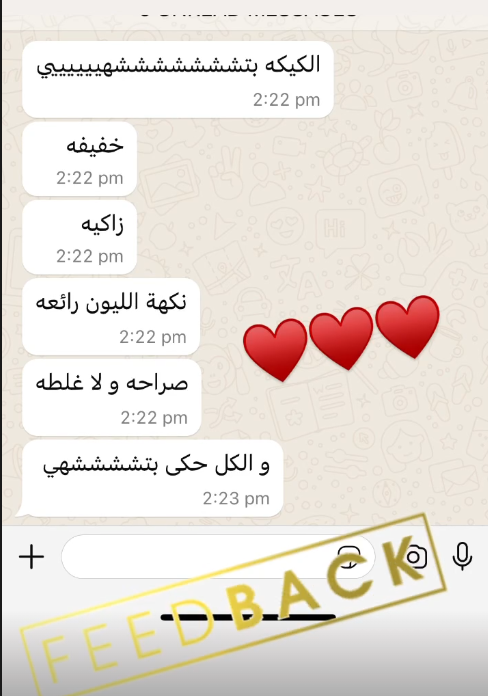 الكيكه بتشششششششششهيييييييي
2:22 pm
خفيفه
2:22 pm
زاكيه
2:22 pm
نكهة الليون رائعه
2:22 pm
صراحه و لا غلطه
2:22 pm
و الكل حكى بتشششششهي
2:23 pm
FEEDBACK